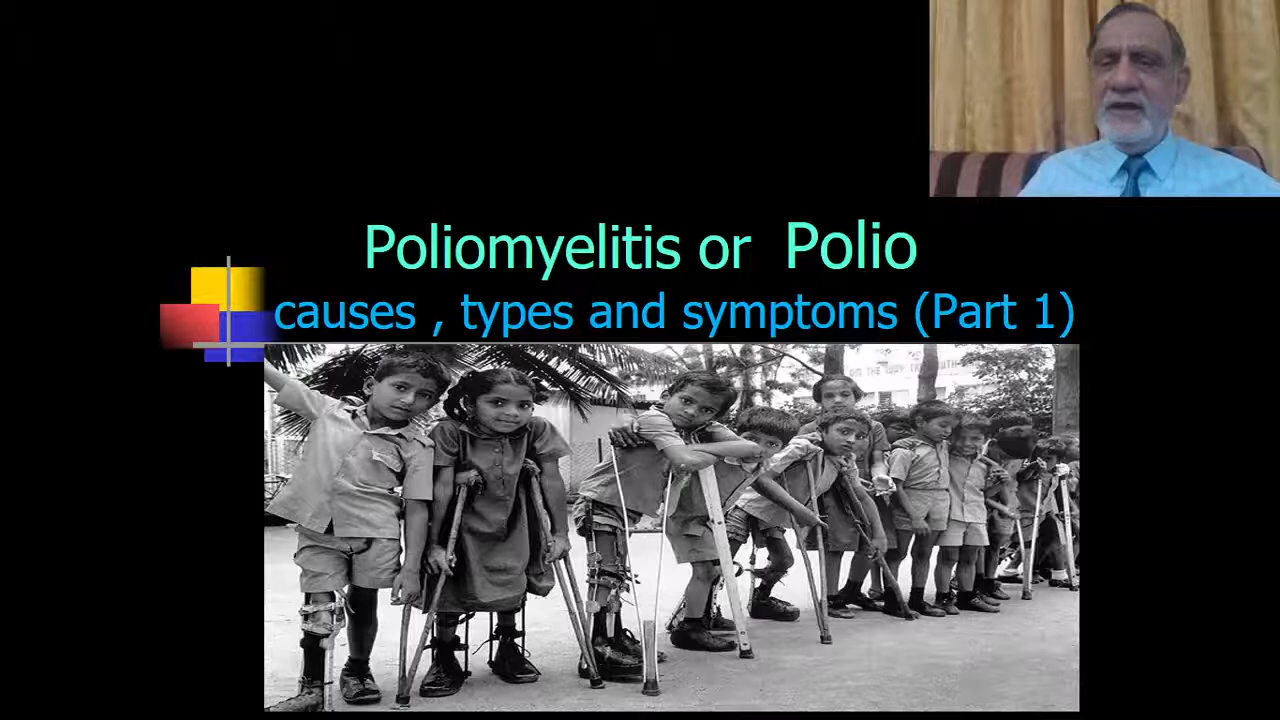 Poliomyelitis or Polio
causes , types and symptoms (Part 1)